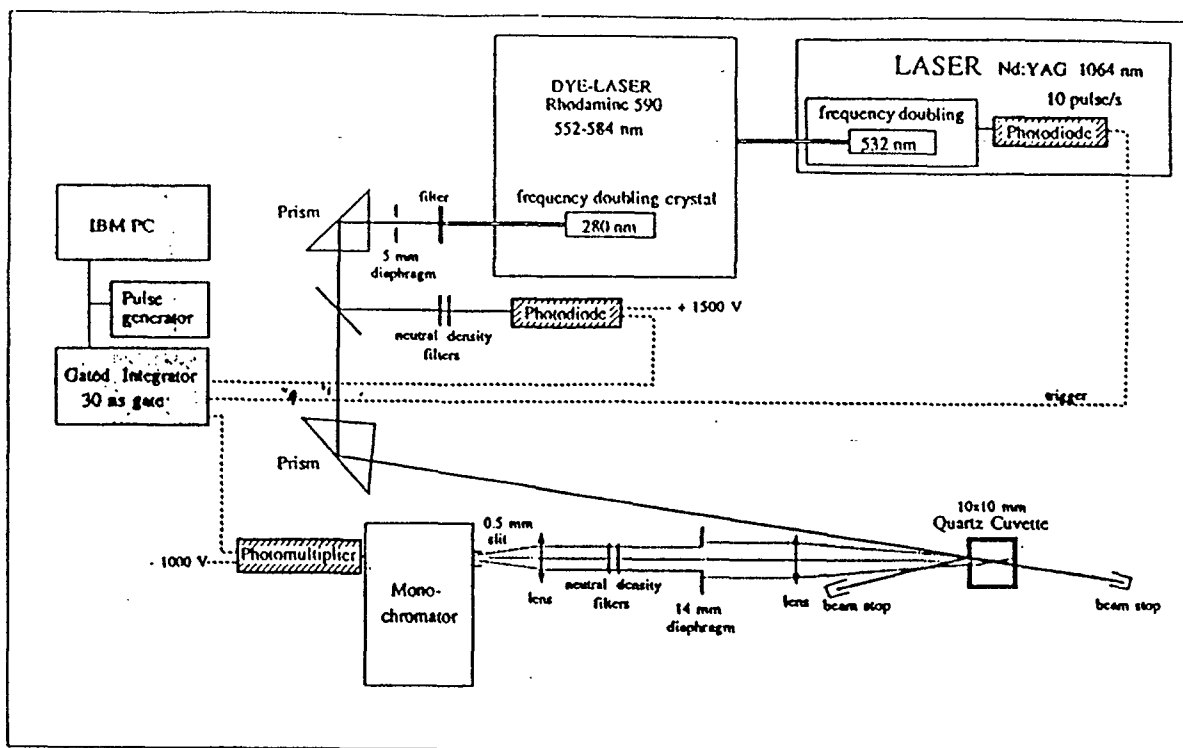 LASER Nd:YAG 1064 nm
10 pulse/s
frequency doubling
532 nm
Photodiode
DYE-LASER
Rhodamine 590
552-584 nm
frequency doubling crystal
280 nm
filter
Prism
5 mm
diaphragm
IBM PC
Pulse
generator
Gated Integrator
30 ns gate
neutral density
filters
Photodiode
+ 1500 V
trigger
Prism
10x10 mm
Quartz Cuvette
0.5 mm
slit
Photomultiplier
- 1000 V
Mono-
chromator
lens
neutral density
filters
14 mm
diaphragm
lens
beam stop
beam stop